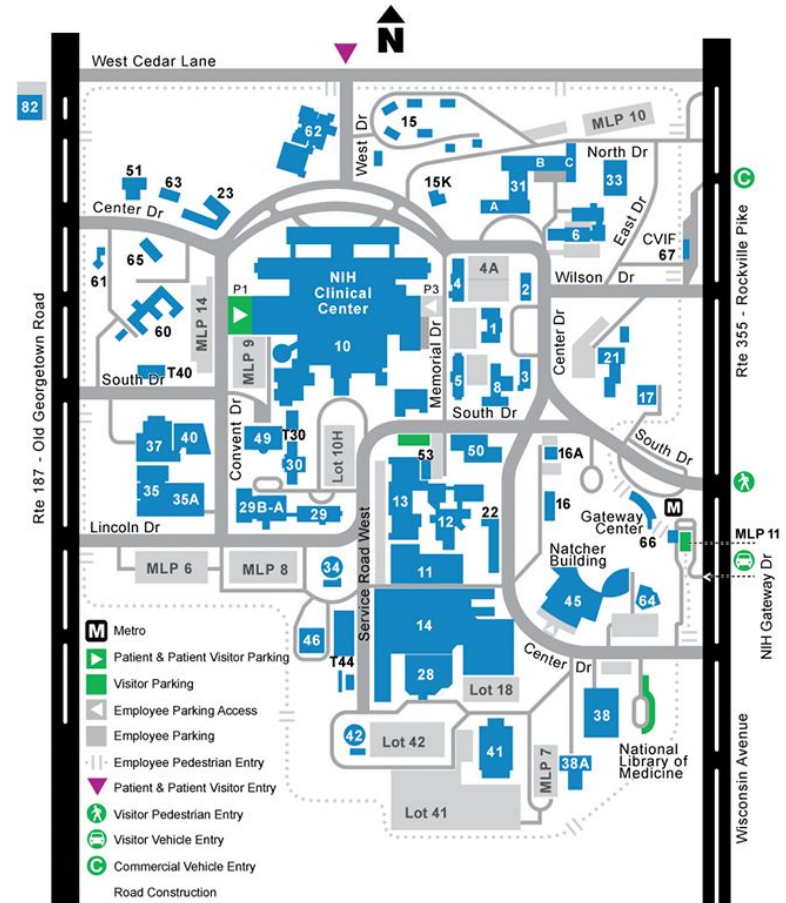 N
West Cedar Lane
82
62
West Dr
15
MLP 10
North Dr
B
C
51
63
23
15K
31
33
A
Center Dr
East Dr
6
CVIF
67
65
61
NIH
Clinical
Center
10
P1
P3
4
4A
2
Wilson Dr
60
MLP 14
MLP 9
1
Memorial Dr
Center Dr
21
T40
5
8
3
17
South Dr
South Dr
South Dr
Rte 187 - Old Georgetown Road
Rte 355 - Rockville Pike
C
37
40
Convent Dr
49
T30
30
Lot 10H
53
50
16A
35
35A
29B-A
29
13
12
22
16
Gateway
Center
M
66
MLP 11
Lincoln Dr
Service Road West
Natcher
Building
MLP 6
MLP 8
34
11
45
64
NIH Gateway Dr
14
46
T44
28
Lot 18
Center Dr
38
42
Lot 42
41
MLP 7
38A
National
Library of
Medicine
Lot 41
Wisconsin Avenue
M Metro
Patient & Patient Visitor Parking
Visitor Parking
Employee Parking Access
Employee Parking
Employee Pedestrian Entry
Patient & Patient Visitor Entry
Visitor Pedestrian Entry
Visitor Vehicle Entry
C Commercial Vehicle Entry
Road Construction